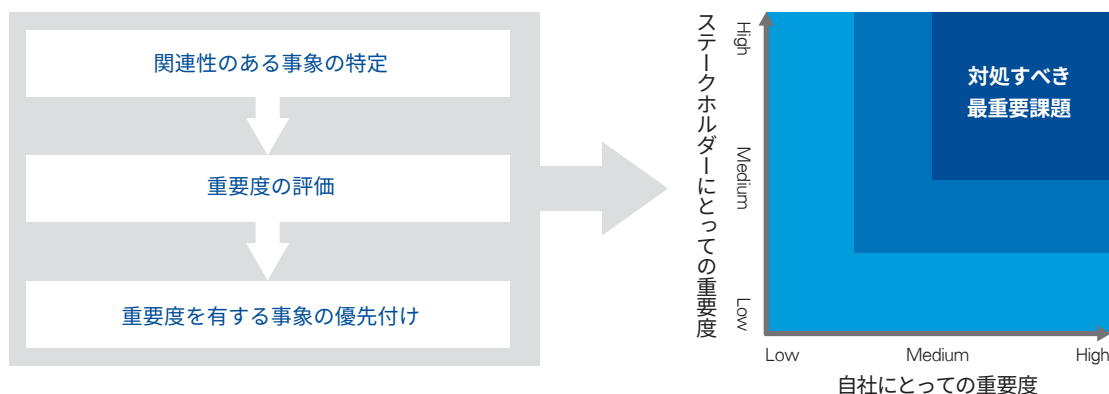 関連性のある事象の特定
重要度の評価
重要度を有する事象の優先付け
ステークホルダーにとっての重要度
High
Medium
Low
対処すべき
最重要課題
Low
Medium
High
自社にとっての重要度